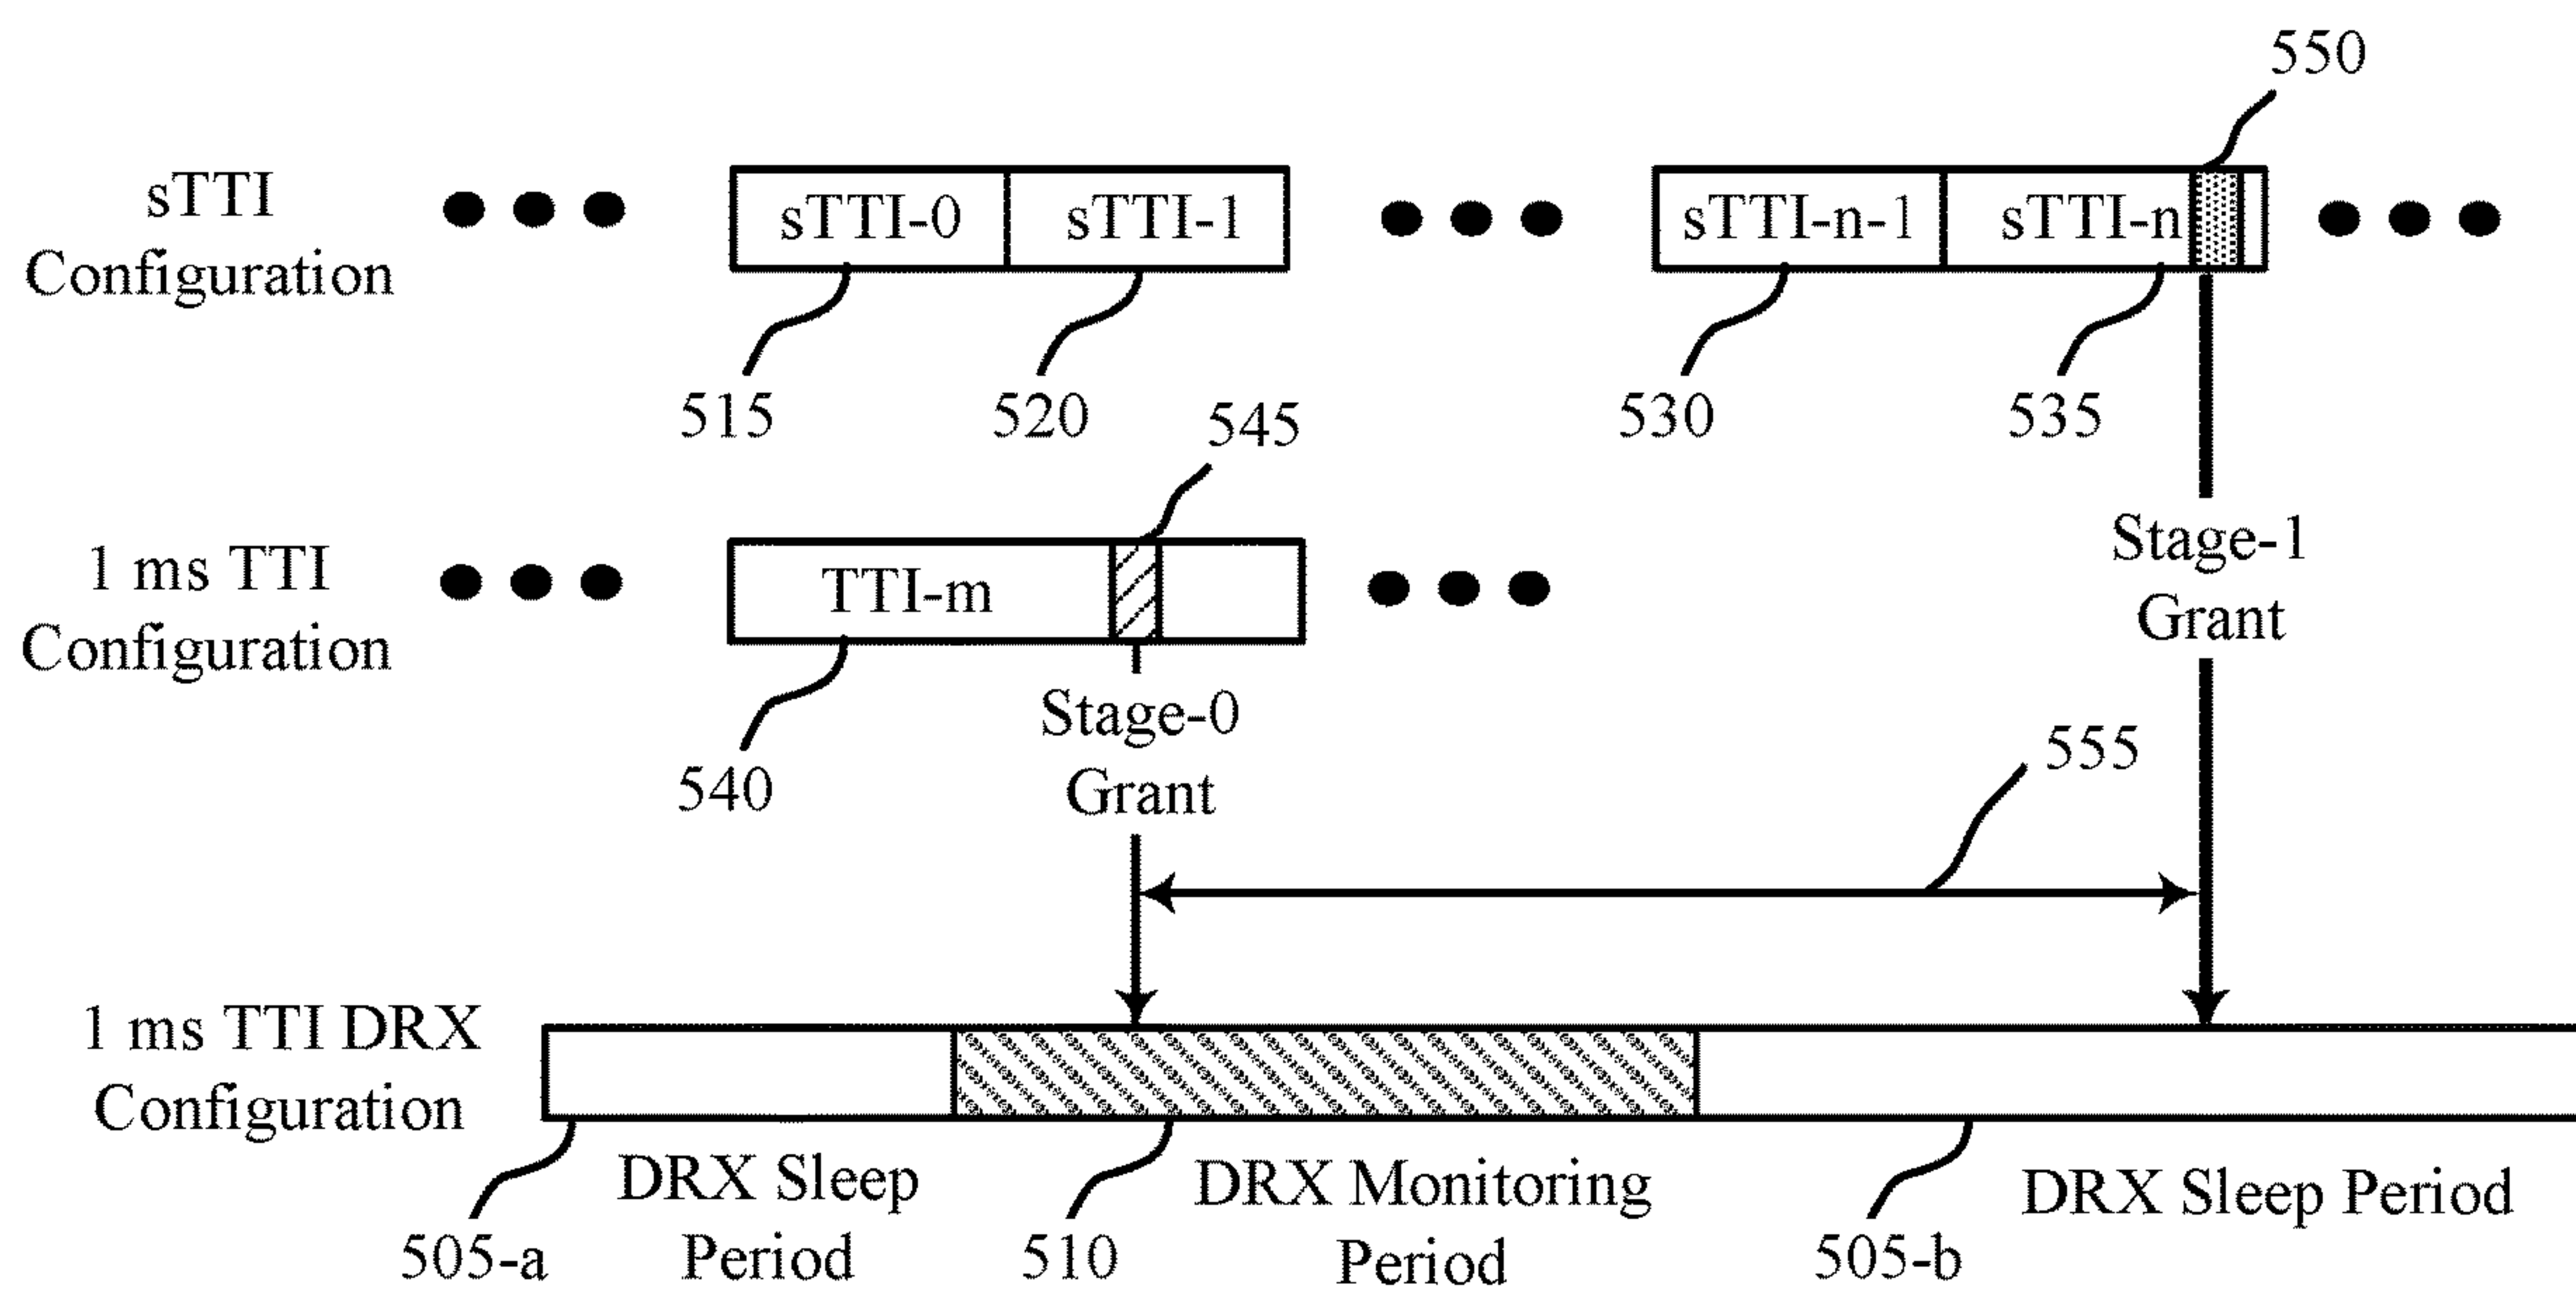 550
sTTI
Configuration
sTTI-0
sTTI-1
sTTI-n-1
sTTI-n
515
520
545
530
535
1 ms TTI
Configuration
TTI-m
Stage-1
Grant
540
Stage-0
Grant
555
1 ms TTI DRX
Configuration
505-a
DRX Sleep
Period
510
DRX Monitoring
Period
505-b
DRX Sleep Period